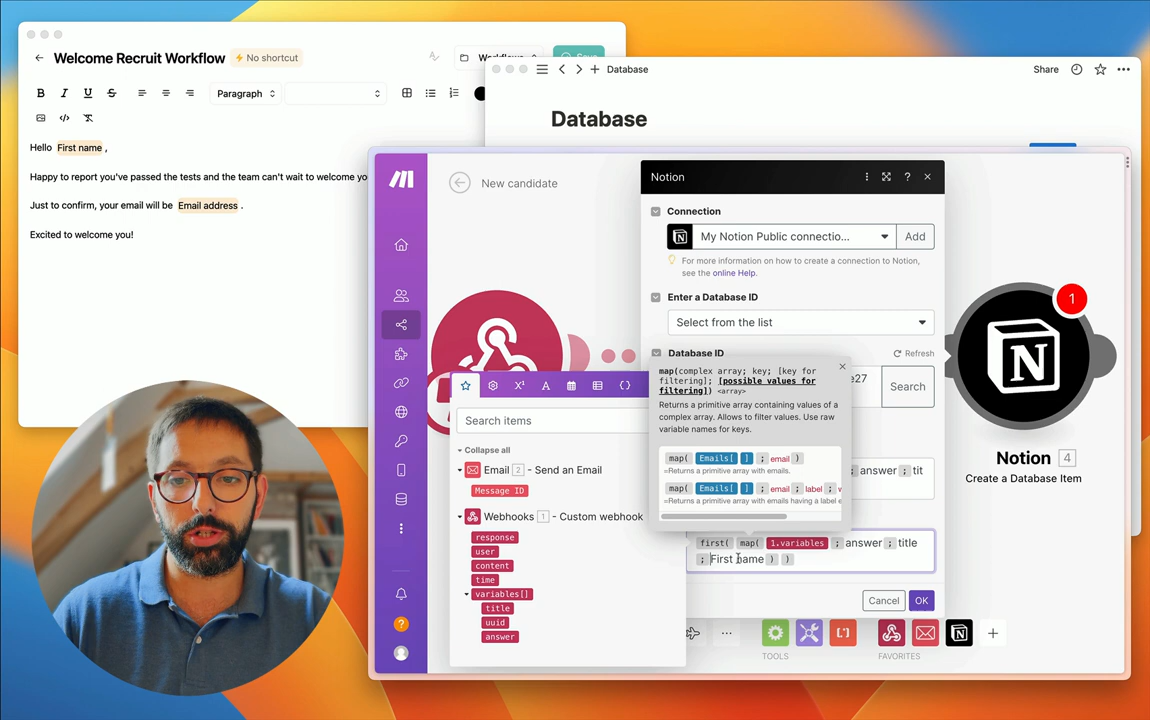 Welcome Recruit Workflow
No shortcut
Paragraph
Hello First name ,
Happy to report you've passed the tests and the team can't wait to welcome yo
Just to confirm, your email will be Email address .
Excited to welcome you!
Database
Share
Database
New candidate
Notion
Connection
My Notion Public connectio...
Add
For more information on how to create a connection to Notion,
see the online Help.
Enter a Database ID
Select from the list
Database ID
Refresh
e27
Search
map(complex array; key; [key for
filtering]; [possible values for
filtering]) <array>
Returns a primitive array containing values of a
complex array. Allows to filter values. Use raw
variable names for keys.
map( Emails[ ] ; email )
=Returns a primitive array with emails.
map( Emails[ ] ; email ; label ;
=Returns a primitive array with emails having a label e
; answer ; tit
first( map( 1.variables ; answer ; title
; First name ) )
Cancel
OK
Search items
Collapse all
Email 2 - Send an Email
Message ID
Webhooks 1 - Custom webhook
response
user
content
time
variables[]
title
uuid
answer
1
Notion 4
Create a Database Item
TOOLS
FAVORITES